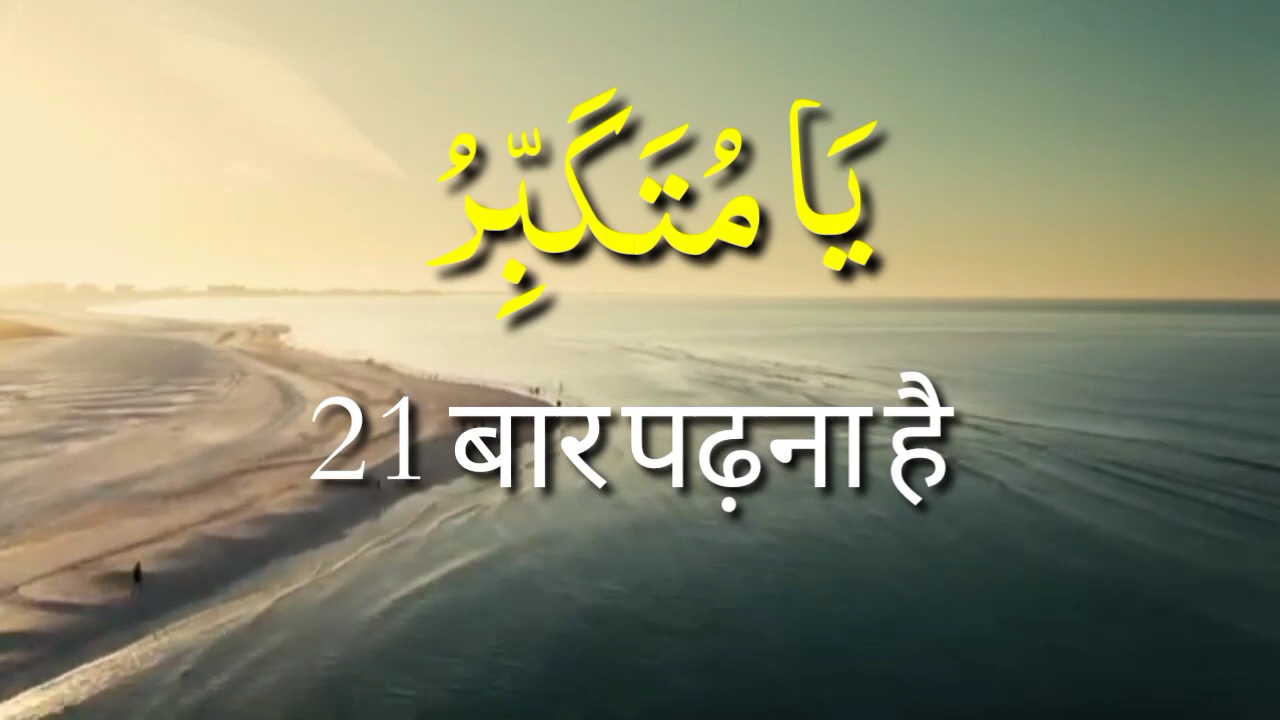 يَا مُتَكَبِّرُ
21 बार पढ़ना है